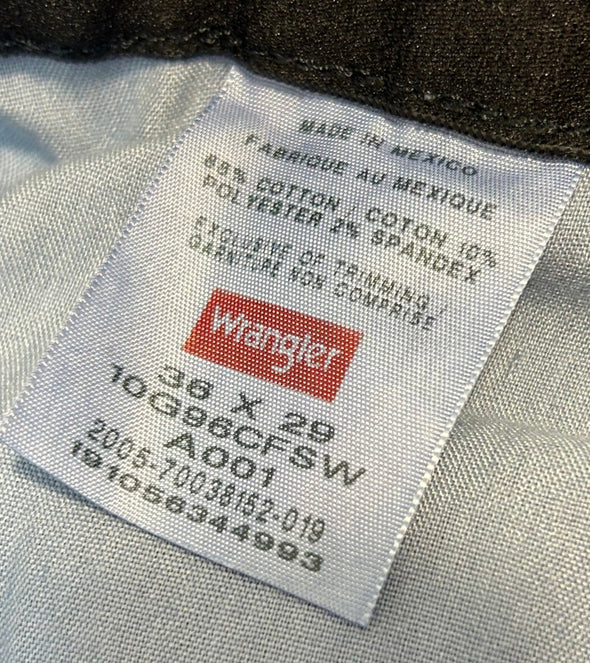 MADE IN MEXICO
FABRIQUE AU MEXIQUE
88% COTTON / COTON 10%
POLYESTER 2% SPANDEX
EXCLUSIVE OF TRIMMING /
GARNITURE NON COMPRISE
Wrangler
36 X 29
10G96CFSW
A001
2005-70038152-019
191056344993